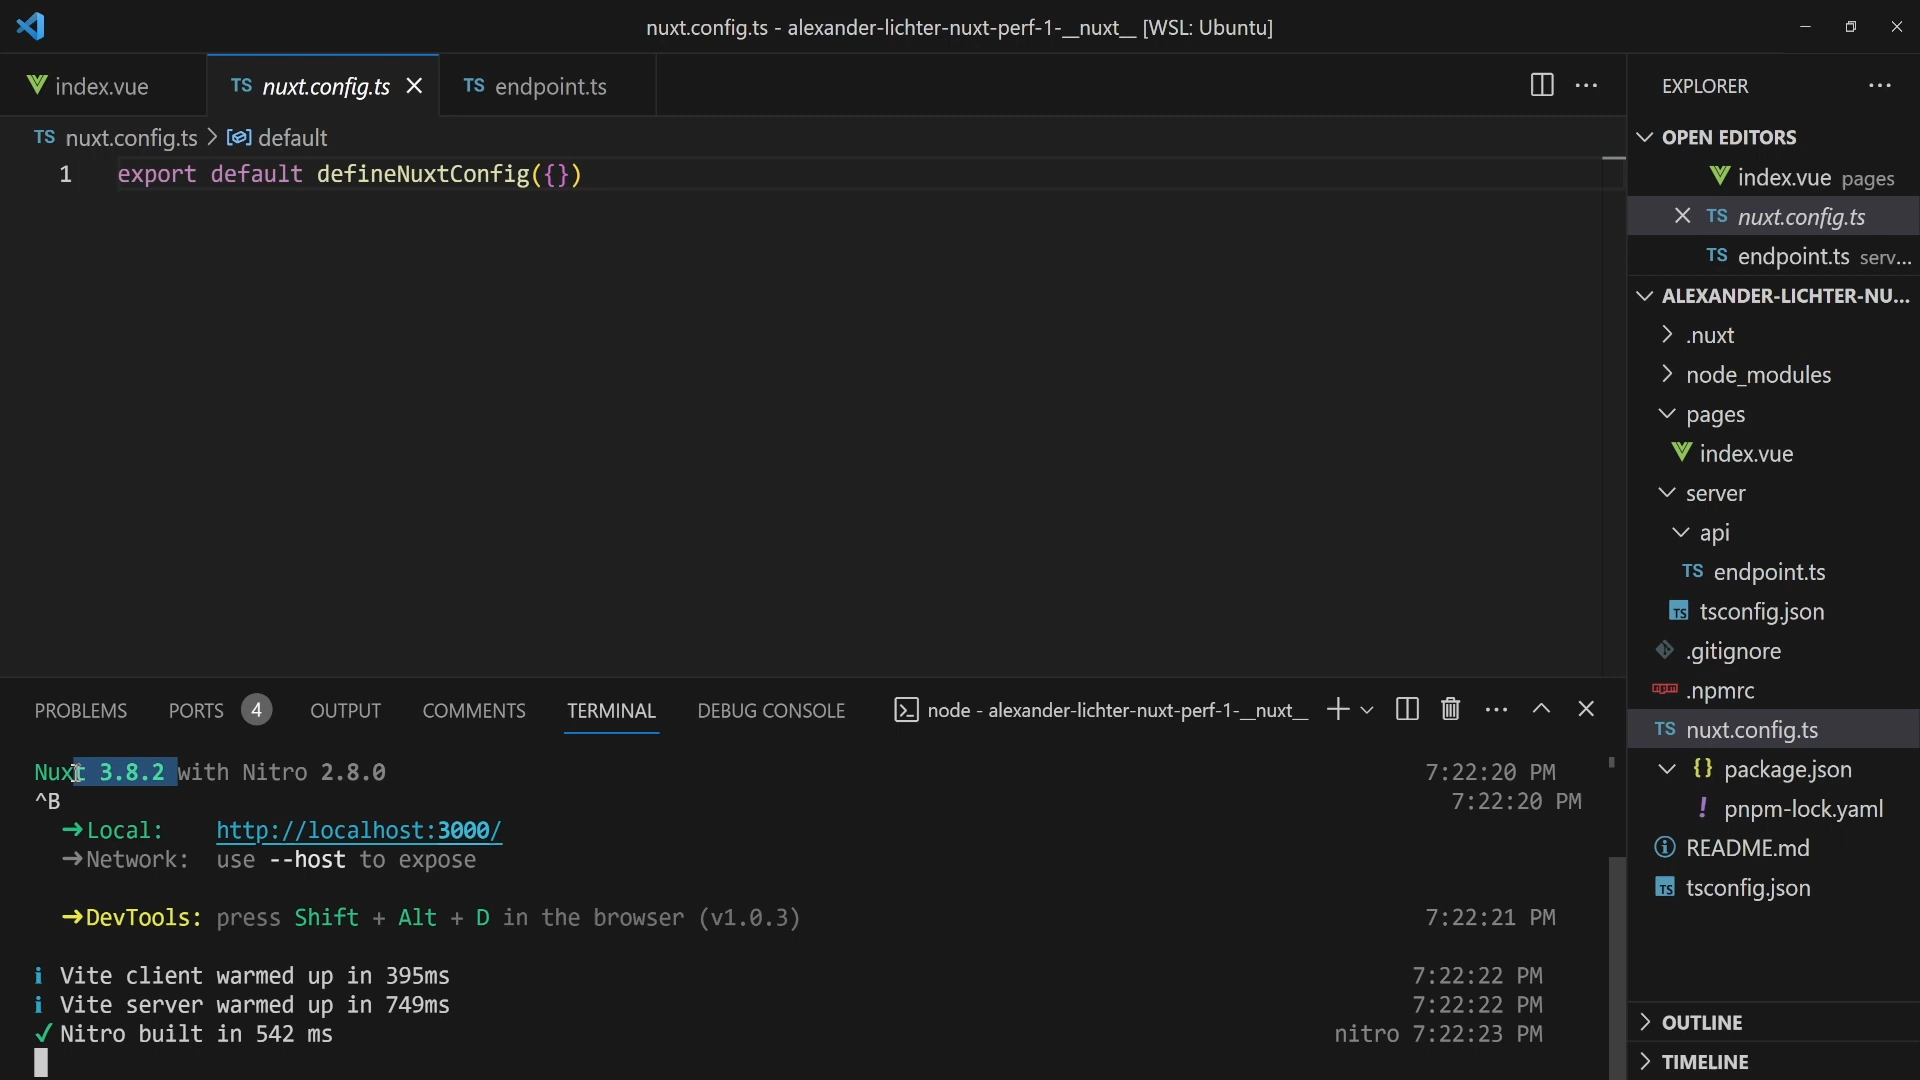 nuxt.config.ts - alexander-lichter-nuxt-perf-1-__nuxt__ [WSL: Ubuntu]
index.vue
TS nuxt.config.ts
TS endpoint.ts
TS nuxt.config.ts > default
1 export default defineNuxtConfig({})
EXPLORER
OPEN EDITORS
index.vue pages
TS nuxt.config.ts
TS endpoint.ts serv...
ALEXANDER-LICHTER-NU...
.nuxt
node_modules
pages
index.vue
server
api
TS endpoint.ts
TS tsconfig.json
.gitignore
npm .npmrc
TS nuxt.config.ts
{} package.json
! pnpm-lock.yaml
README.md
TS tsconfig.json
OUTLINE
TIMELINE
PROBLEMS PORTS 4 OUTPUT COMMENTS TERMINAL DEBUG CONSOLE node - alexander-lichter-nuxt-perf-1-__nuxt__
Nuxt 3.8.2 with Nitro 2.8.0 7:22:20 PM
^B 7:22:20 PM
➜Local: http://localhost:3000/
➜Network: use --host to expose
➜DevTools: press Shift + Alt + D in the browser (v1.0.3) 7:22:21 PM
ℹ Vite client warmed up in 395ms 7:22:22 PM
ℹ Vite server warmed up in 749ms 7:22:22 PM
✓ Nitro built in 542 ms nitro 7:22:23 PM